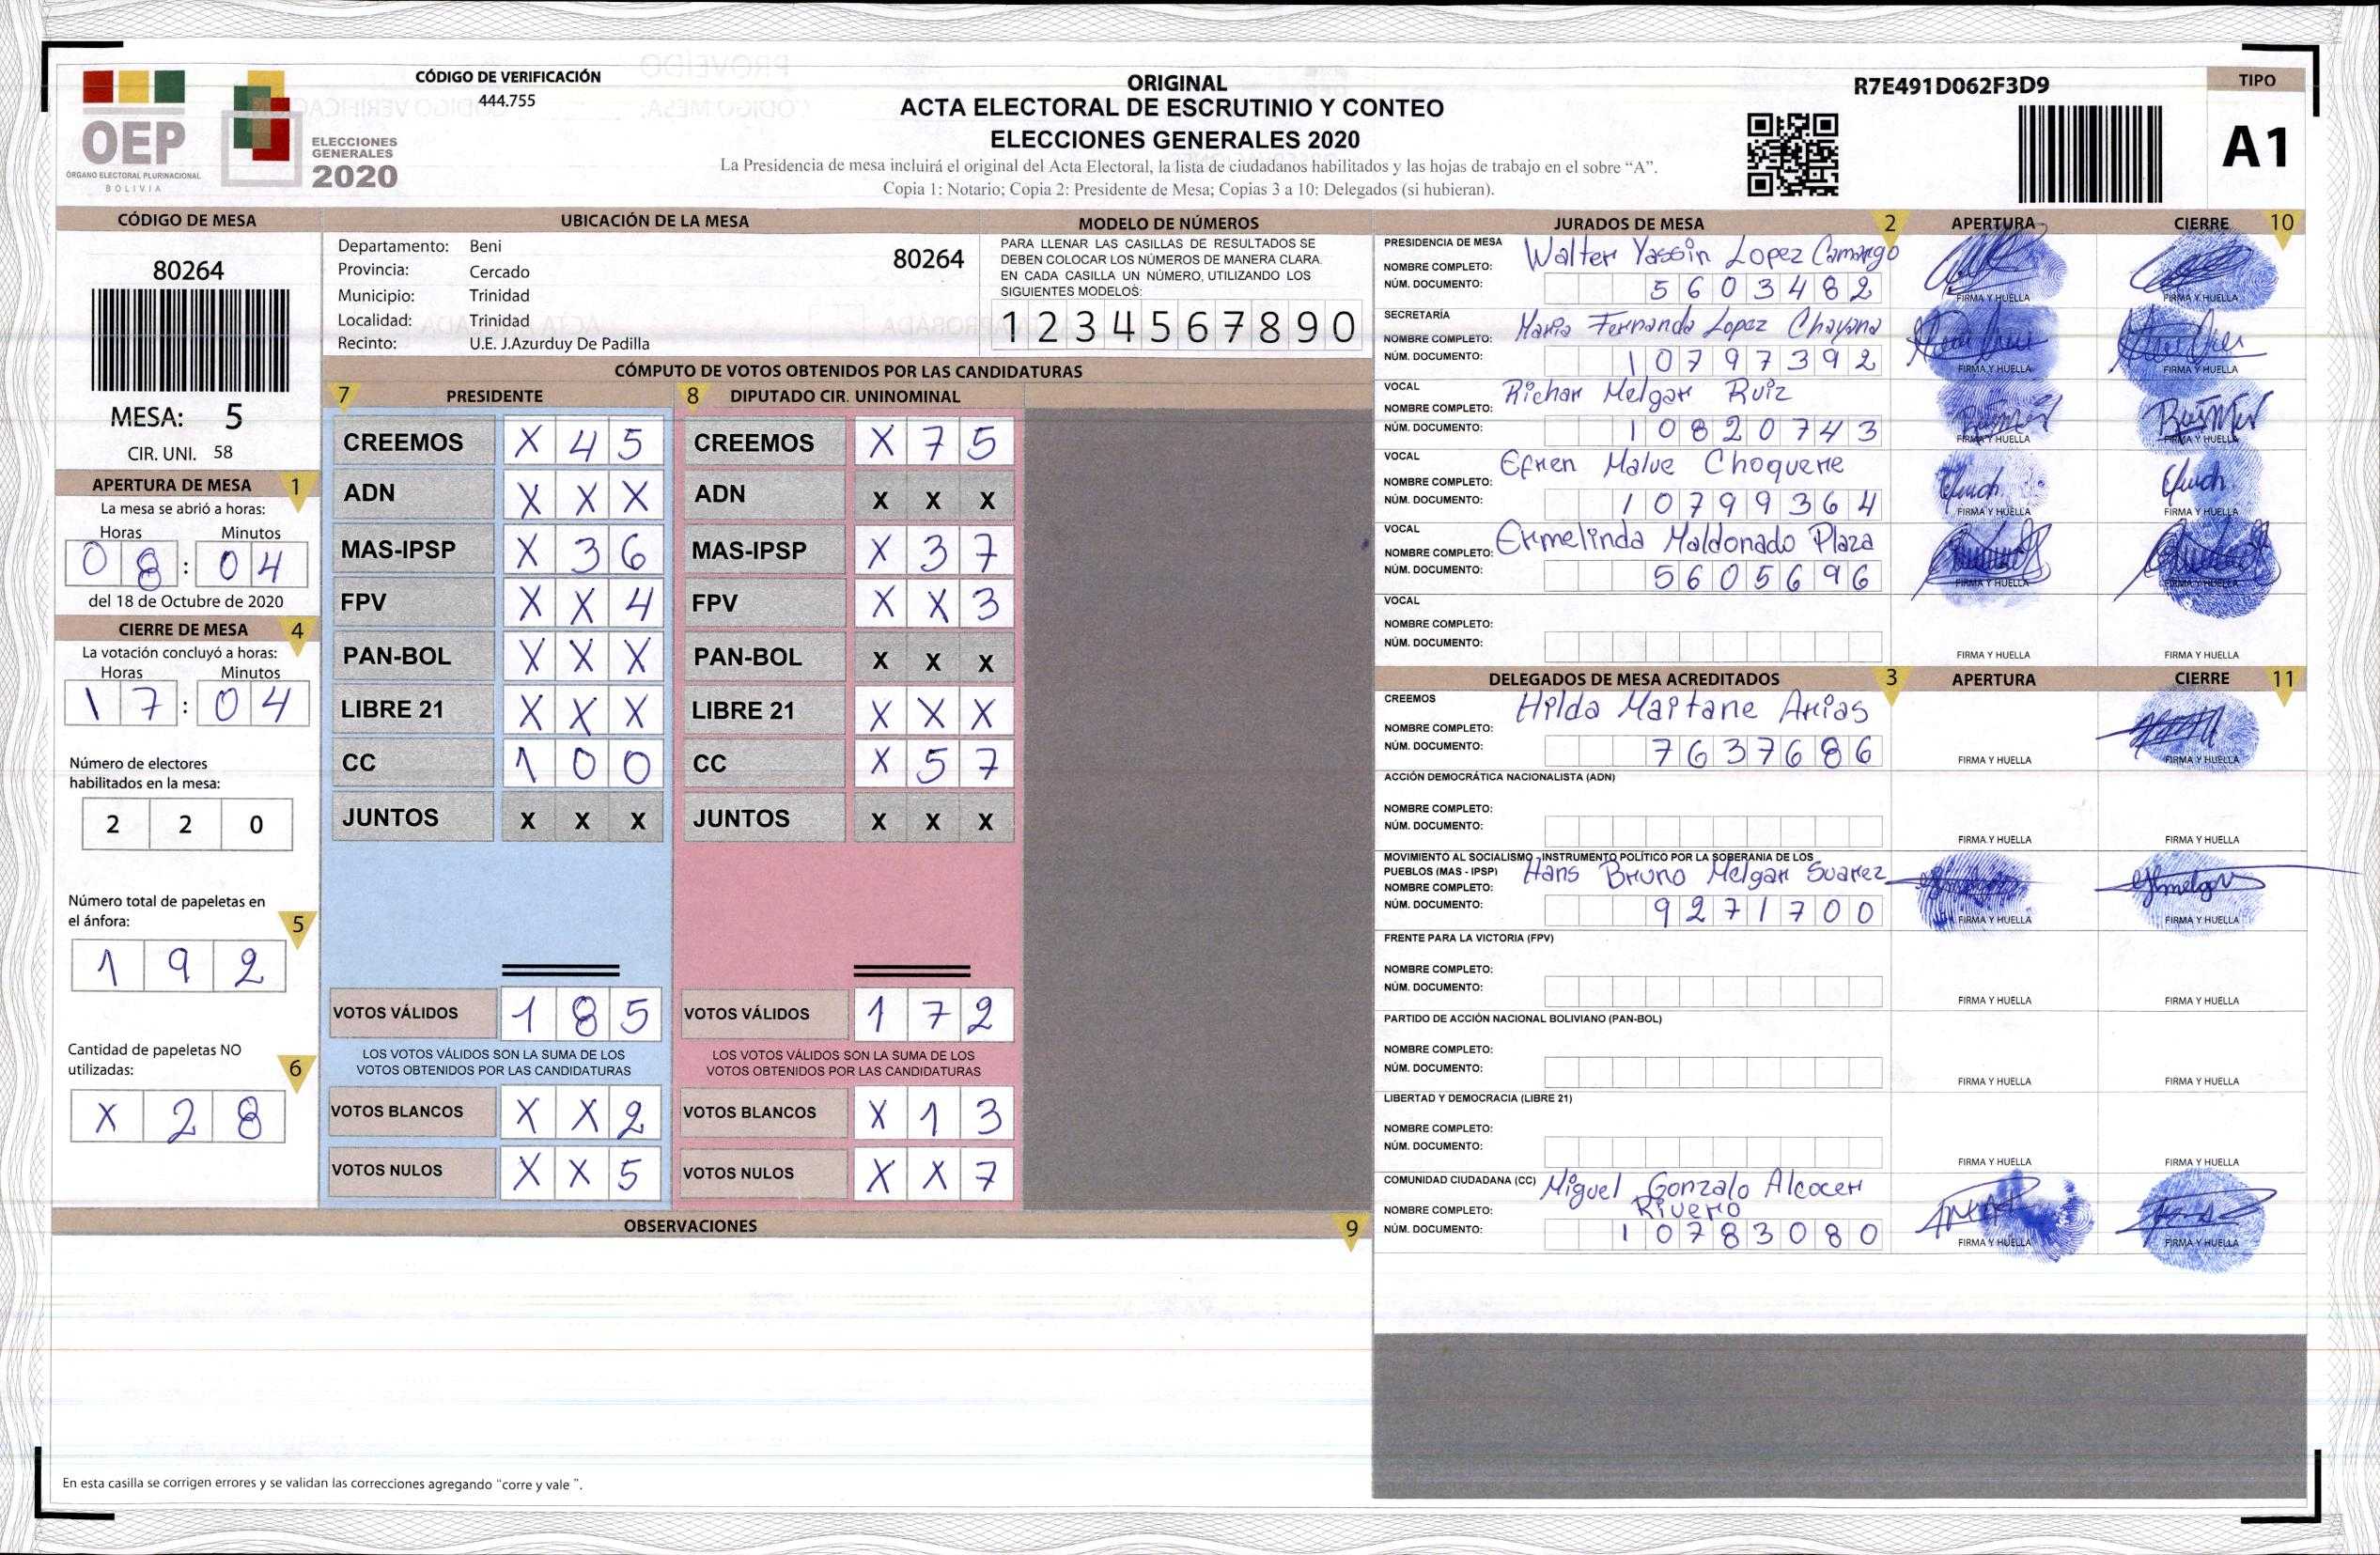 OEP
ÓRGANO ELECTORAL PLURINACIONAL
BOLIVIA
ELECCIONES
GENERALES
2020
CÓDIGO DE VERIFICACIÓN
444.755
ORIGINAL
ACTA ELECTORAL DE ESCRUTINIO Y CONTEO
ELECCIONES GENERALES 2020
La Presidencia de mesa incluirá el original del Acta Electoral, la lista de ciudadanos habilitados y las hojas de trabajo en el sobre “A”.
Copia 1: Notario; Copia 2: Presidente de Mesa; Copias 3 a 10: Delegados (si hubieran).
R7E491D062F3D9
TIPO
A1
CÓDIGO DE MESA
80264
MESA: 5
CIR. UNI. 58
APERTURA DE MESA 1
La mesa se abrió a horas:
Horas Minutos
0 8 : 0 4
del 18 de Octubre de 2020
CIERRE DE MESA 4
La votación concluyó a horas:
Horas Minutos
1 7 : 0 4
Número de electores
habilitados en la mesa:
2 2 0
Número total de papeletas en
el ánfora: 5
1 9 2
Cantidad de papeletas NO
utilizadas: 6
X 2 8
UBICACIÓN DE LA MESA
Departamento: Beni
80264
Provincia: Cercado
Municipio: Trinidad
Localidad: Trinidad
Recinto: U.E. J.Azurduy De Padilla
MODELO DE NÚMEROS
PARA LLENAR LAS CASILLAS DE RESULTADOS SE
DEBEN COLOCAR LOS NÚMEROS DE MANERA CLARA.
EN CADA CASILLA UN NÚMERO, UTILIZANDO LOS
SIGUIENTES MODELOS:
1 2 3 4 5 6 7 8 9 0
CÓMPUTO DE VOTOS OBTENIDOS POR LAS CANDIDATURAS
7 PRESIDENTE
CREEMOS X 4 5
ADN X X X
MAS-IPSP X 3 6
FPV X X 4
PAN-BOL X X X
LIBRE 21 X X X
CC 1 0 0
JUNTOS X X X
VOTOS VÁLIDOS 1 8 5
LOS VOTOS VÁLIDOS SON LA SUMA DE LOS
VOTOS OBTENIDOS POR LAS CANDIDATURAS
VOTOS BLANCOS X X 2
VOTOS NULOS X X 5
8 DIPUTADO CIR. UNINOMINAL
CREEMOS X 7 5
ADN X X X
MAS-IPSP X 3 7
FPV X X 3
PAN-BOL X X X
LIBRE 21 X X X
CC X 5 7
JUNTOS X X X
VOTOS VÁLIDOS 1 7 2
LOS VOTOS VÁLIDOS SON LA SUMA DE LOS
VOTOS OBTENIDOS POR LAS CANDIDATURAS
VOTOS BLANCOS X 1 3
VOTOS NULOS X X 7
OBSERVACIONES 9
En esta casilla se corrigen errores y se validan las correcciones agregando “corre y vale ”.
JURADOS DE MESA 2 APERTURA CIERRE 10
PRESIDENCIA DE MESA
NOMBRE COMPLETO: Walter Yassin Lopez Camargo
NÚM. DOCUMENTO: 5 6 0 3 4 8 2
FIRMA Y HUELLA FIRMA Y HUELLA
SECRETARÍA
NOMBRE COMPLETO: Maria Fernanda Lopez Chayana
NÚM. DOCUMENTO: 1 0 7 9 7 3 9 2
FIRMA Y HUELLA FIRMA Y HUELLA
VOCAL
NOMBRE COMPLETO: Richar Melgar Ruiz
NÚM. DOCUMENTO: 1 0 8 2 0 7 4 3
FIRMA Y HUELLA FIRMA Y HUELLA
VOCAL
NOMBRE COMPLETO: Efren Malue Choquere
NÚM. DOCUMENTO: 1 0 7 9 9 3 6 4
FIRMA Y HUELLA FIRMA Y HUELLA
VOCAL
NOMBRE COMPLETO: Ermelinda Maldonado Plaza
NÚM. DOCUMENTO: 5 6 0 5 6 9 6
FIRMA Y HUELLA FIRMA Y HUELLA
VOCAL
NOMBRE COMPLETO:
NÚM. DOCUMENTO:
FIRMA Y HUELLA FIRMA Y HUELLA
DELEGADOS DE MESA ACREDITADOS 3 APERTURA CIERRE 11
CREEMOS
NOMBRE COMPLETO: Hilda Maitane Arias
NÚM. DOCUMENTO: 7 6 3 7 6 8 6
FIRMA Y HUELLA FIRMA Y HUELLA
ACCIÓN DEMOCRÁTICA NACIONALISTA (ADN)
NOMBRE COMPLETO:
NÚM. DOCUMENTO:
FIRMA Y HUELLA FIRMA Y HUELLA
MOVIMIENTO AL SOCIALISMO - INSTRUMENTO POLÍTICO POR LA SOBERANIA DE LOS
PUEBLOS (MAS - IPSP)
NOMBRE COMPLETO: Hans Bruno Melgar Suarez
NÚM. DOCUMENTO: 9 2 7 1 7 0 0
FIRMA Y HUELLA FIRMA Y HUELLA
FRENTE PARA LA VICTORIA (FPV)
NOMBRE COMPLETO:
NÚM. DOCUMENTO:
FIRMA Y HUELLA FIRMA Y HUELLA
PARTIDO DE ACCIÓN NACIONAL BOLIVIANO (PAN-BOL)
NOMBRE COMPLETO:
NÚM. DOCUMENTO:
FIRMA Y HUELLA FIRMA Y HUELLA
LIBERTAD Y DEMOCRACIA (LIBRE 21)
NOMBRE COMPLETO:
NÚM. DOCUMENTO:
FIRMA Y HUELLA FIRMA Y HUELLA
COMUNIDAD CIUDADANA (CC)
NOMBRE COMPLETO: Miguel Gonzalo Alcocer
Rivero
NÚM. DOCUMENTO: 1 0 7 8 3 0 8 0
FIRMA Y HUELLA FIRMA Y HUELLA